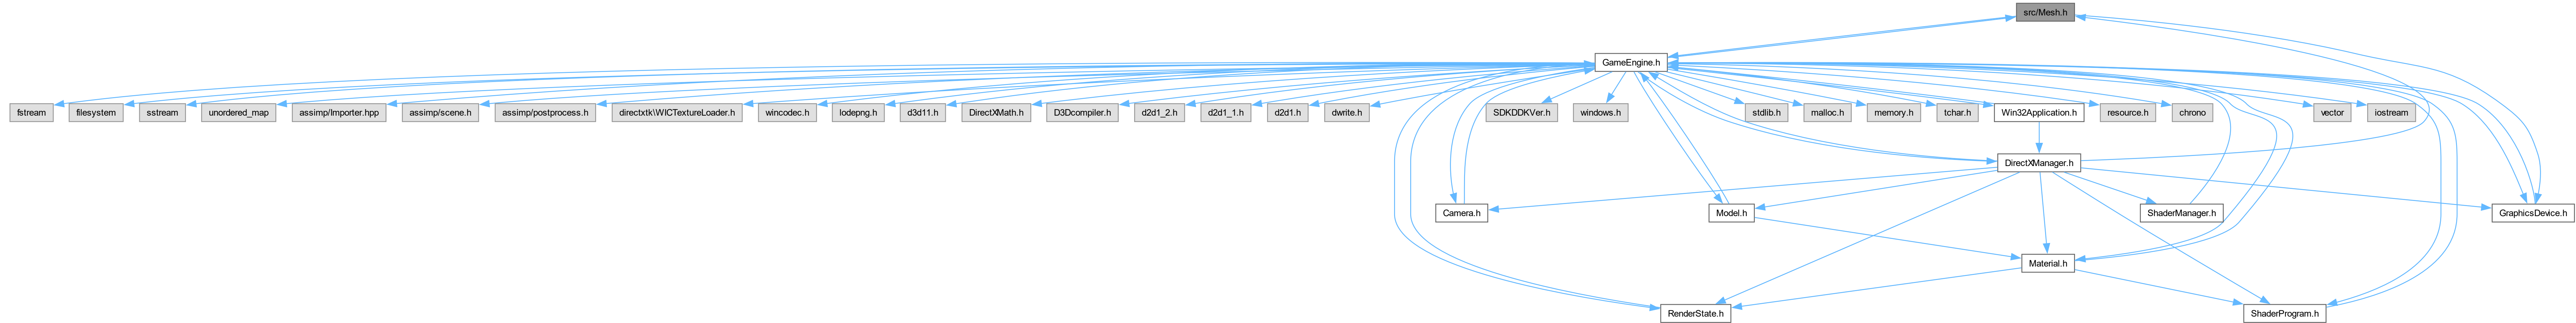 src/Mesh.h
GameEngine.h
fstream
filesystem
sstream
unordered_map
assimp/Importer.hpp
assimp/scene.h
assimp/postprocess.h
directxtk\WICTextureLoader.h
wincodec.h
lodepng.h
d3d11.h
DirectXMath.h
D3Dcompiler.h
d2d1_2.h
d2d1_1.h
d2d1.h
dwrite.h
SDKDDKVer.h
windows.h
stdlib.h
malloc.h
memory.h
tchar.h
Win32Application.h
resource.h
chrono
vector
iostream
DirectXManager.h
Camera.h
Model.h
ShaderManager.h
GraphicsDevice.h
Material.h
RenderState.h
ShaderProgram.h